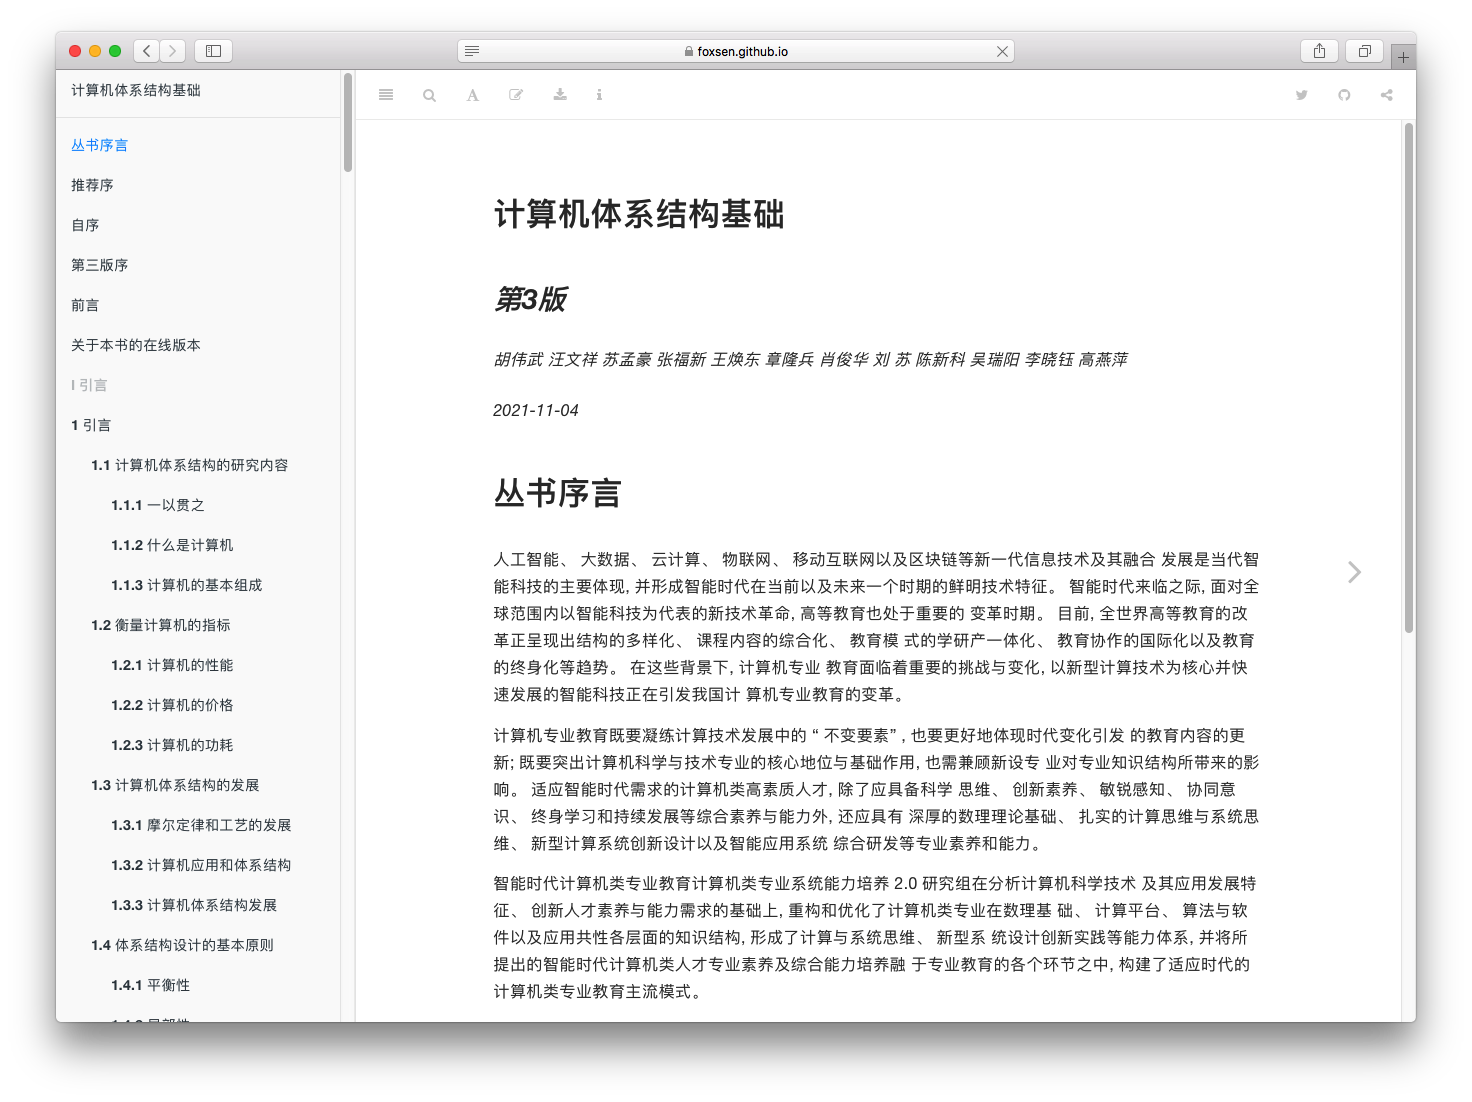 foxsen.github.io
计算机体系结构基础
丛书序言
推荐序
自序
第三版序
前言
关于本书的在线版本
I 引言
1 引言
1.1 计算机体系结构的研究内容
1.1.1 一以贯之
1.1.2 什么是计算机
1.1.3 计算机的基本组成
1.2 衡量计算机的指标
1.2.1 计算机的性能
1.2.2 计算机的价格
1.2.3 计算机的功耗
1.3 计算机体系结构的发展
1.3.1 摩尔定律和工艺的发展
1.3.2 计算机应用和体系结构
1.3.3 计算机体系结构发展
1.4 体系结构设计的基本原则
1.4.1 平衡性
计算机体系结构基础
第3版
胡伟武 汪文祥 苏孟豪 张福新 王焕东 章隆兵 肖俊华 刘 苏 陈新科 吴瑞阳 李晓钰 高燕萍
2021-11-04
丛书序言
人工智能、 大数据、 云计算、 物联网、 移动互联网以及区块链等新一代信息技术及其融合 发展是当代智
能科技的主要体现, 并形成智能时代在当前以及未来一个时期的鲜明技术特征。 智能时代来临之际, 面对全
球范围内以智能科技为代表的新技术革命, 高等教育也处于重要的 变革时期。 目前, 全世界高等教育的改
革正呈现出结构的多样化、 课程内容的综合化、 教育模 式的学研产一体化、 教育协作的国际化以及教育
的终身化等趋势。 在这些背景下, 计算机专业 教育面临着重要的挑战与变化, 以新型计算技术为核心并快
速发展的智能科技正在引发我国计 算机专业教育的变革。
计算机专业教育既要凝练计算技术发展中的 “ 不变要素” , 也要更好地体现时代变化引发 的教育内容的更
新; 既要突出计算机科学与技术专业的核心地位与基础作用, 也需兼顾新设专 业对专业知识结构所带来的影
响。 适应智能时代需求的计算机类高素质人才, 除了应具备科学 思维、 创新素养、 敏锐感知、 协同意
识、 终身学习和持续发展等综合素养与能力外, 还应具有 深厚的数理理论基础、 扎实的计算思维与系统思
维、 新型计算系统创新设计以及智能应用系统 综合研发等专业素养和能力。
智能时代计算机类专业教育计算机类专业系统能力培养 2.0 研究组在分析计算机科学技术 及其应用发展特
征、 创新人才素养与能力需求的基础上, 重构和优化了计算机类专业在数理基 础、 计算平台、 算法与软
件以及应用共性各层面的知识结构, 形成了计算与系统思维、 新型系 统设计创新实践等能力体系, 并将所
提出的智能时代计算机类人才专业素养及综合能力培养融 于专业教育的各个环节之中, 构建了适应时代的
计算机类专业教育主流模式。